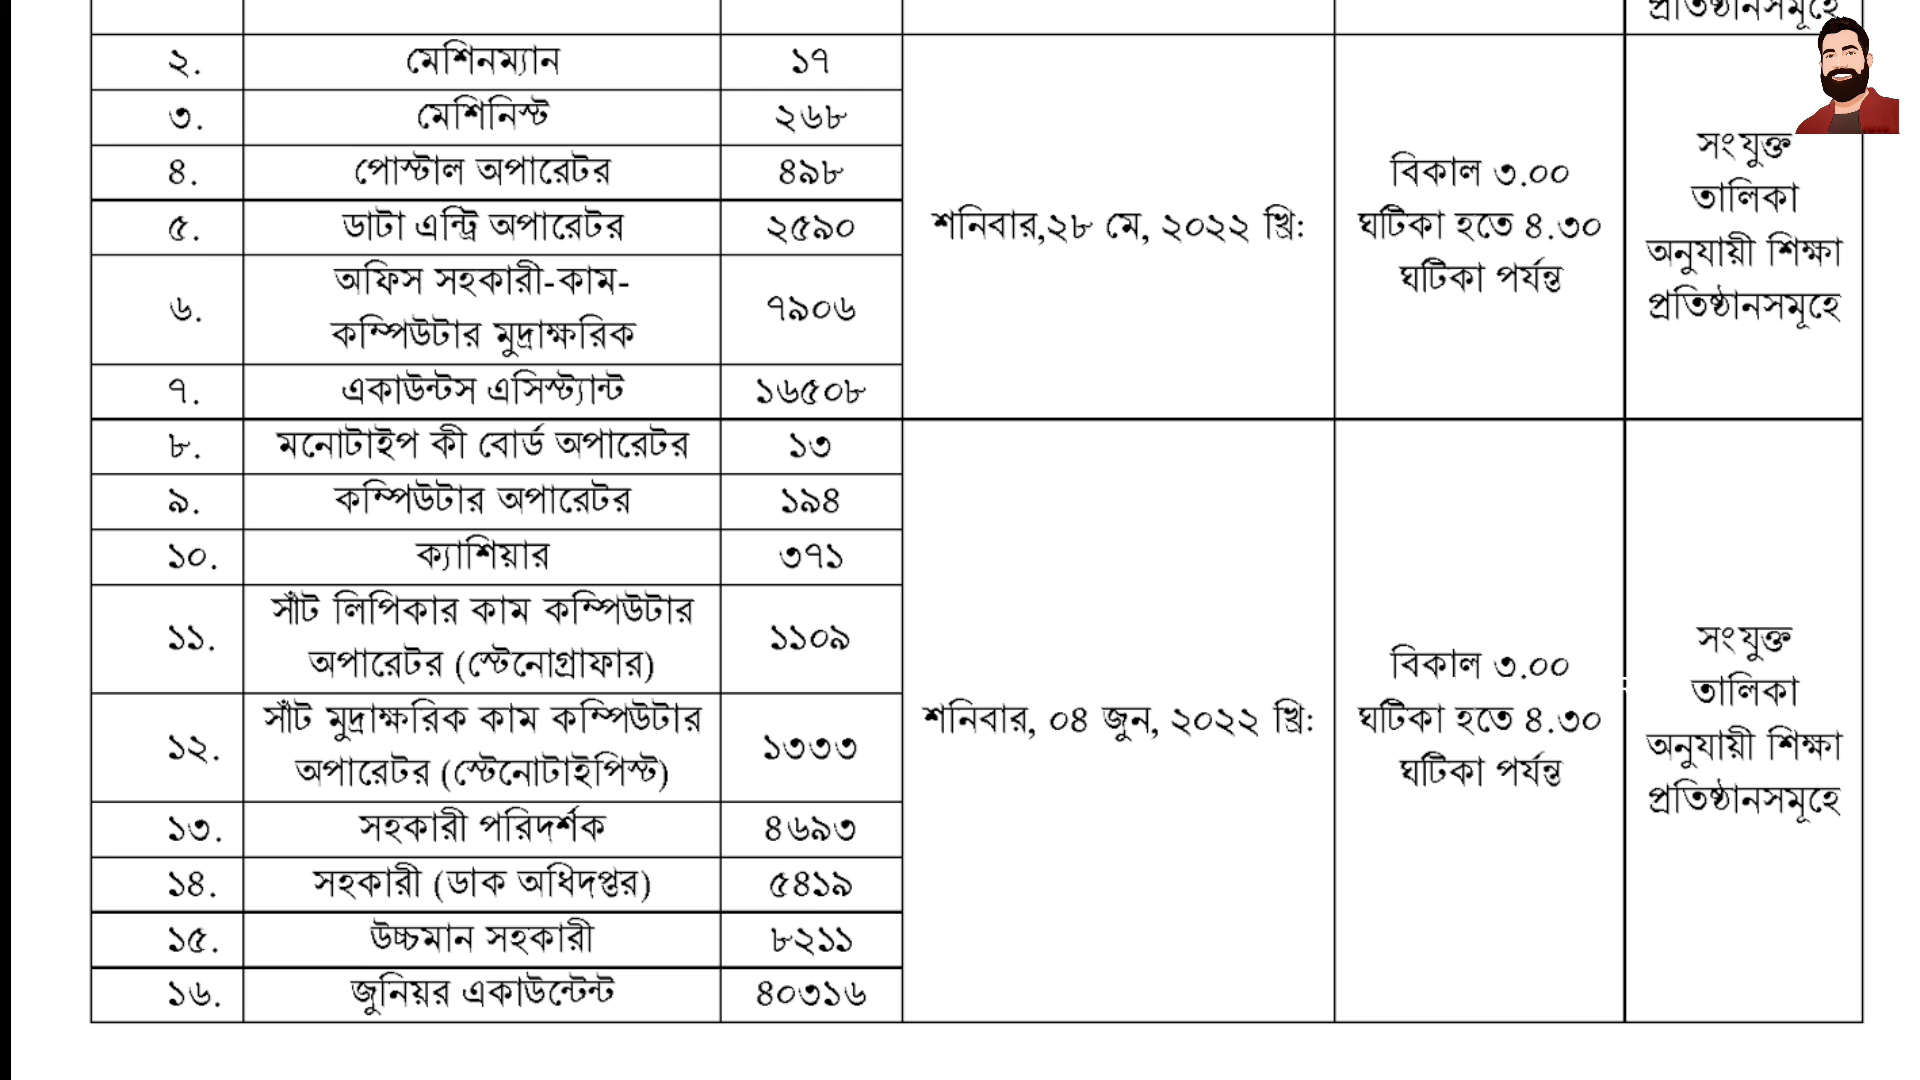 প্রতিষ্ঠানসমূহে
২. মেশিনম্যান ১৭
৩. মেশিনিস্ট ২৬৮
৪. পোস্টাল অপারেটর ৪৯৮
৫. ডাটা এন্ট্রি অপারেটর ২৫৯০
৬. অফিস সহকারী-কাম-
কম্পিউটার মুদ্রাক্ষরিক ৭৯০৬
৭. একাউন্টস এসিস্ট্যান্ট ১৬৫০৮
শনিবার,২৮ মে, ২০২২ খ্রি:
বিকাল ৩.০০
ঘটিকা হতে ৪.৩০
ঘটিকা পর্যন্ত
সংযুক্ত
তালিকা
অনুযায়ী শিক্ষা
প্রতিষ্ঠানসমূহে
৮. মনোটাইপ কী বোর্ড অপারেটর ১৩
৯. কম্পিউটার অপারেটর ১৯৪
১০. ক্যাশিয়ার ৩৭১
১১. সাঁট লিপিকার কাম কম্পিউটার
অপারেটর (স্টেনোগ্রাফার) ১১০৯
১২. সাঁট মুদ্রাক্ষরিক কাম কম্পিউটার
অপারেটর (স্টেনোটাইপিস্ট) ১৩৩৩
১৩. সহকারী পরিদর্শক ৪৬৯৩
১৪. সহকারী (ডাক অধিদপ্তর) ৫৪১৯
১৫. উচ্চমান সহকারী ৮২১১
১৬. জুনিয়র একাউন্টেন্ট ৪০৩১৬
শনিবার, ০৪ জুন, ২০২২ খ্রি:
বিকাল ৩.০০
ঘটিকা হতে ৪.৩০
ঘটিকা পর্যন্ত
সংযুক্ত
তালিকা
অনুযায়ী শিক্ষা
প্রতিষ্ঠানসমূহে